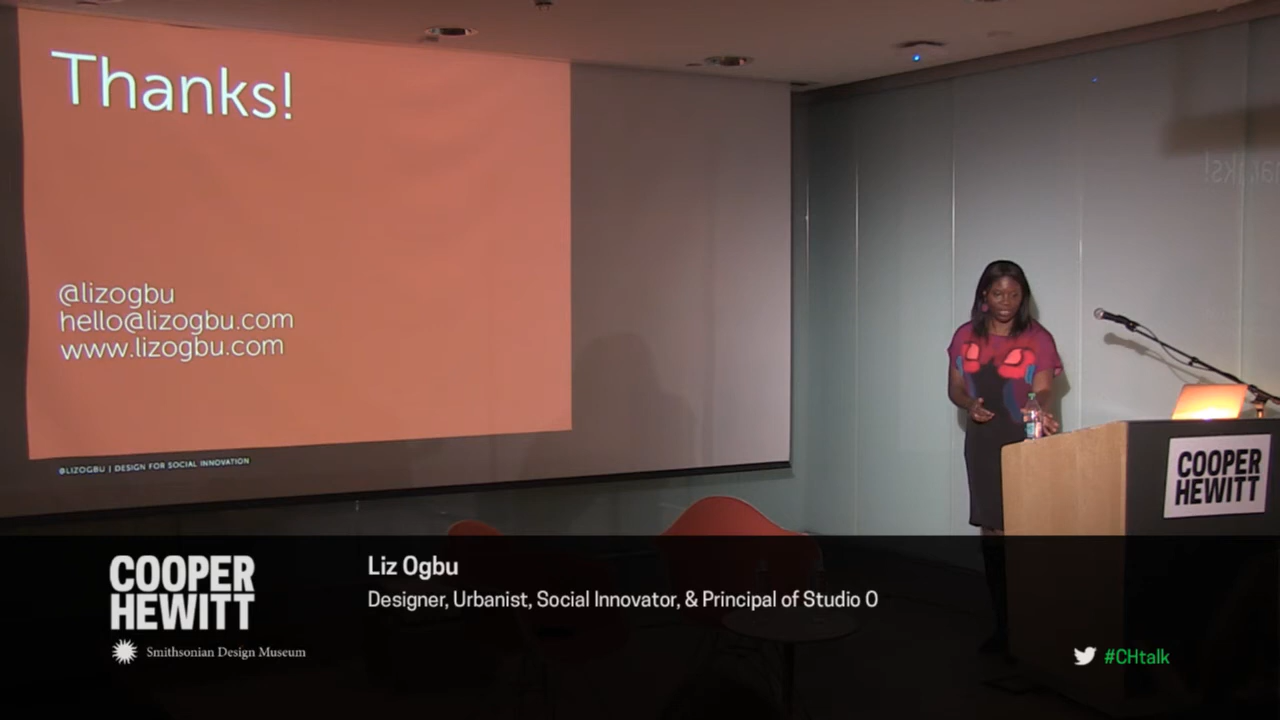 Thanks!
@lizogbu
hello@lizogbu.com
www.lizogbu.com
@LIZOGBU | DESIGN FOR SOCIAL INNOVATION
COOPER
HEWITT
COOPER
HEWITT
Smithsonian Design Museum
Liz Ogbu
Designer, Urbanist, Social Innovator, & Principal of Studio O
#CHtalk